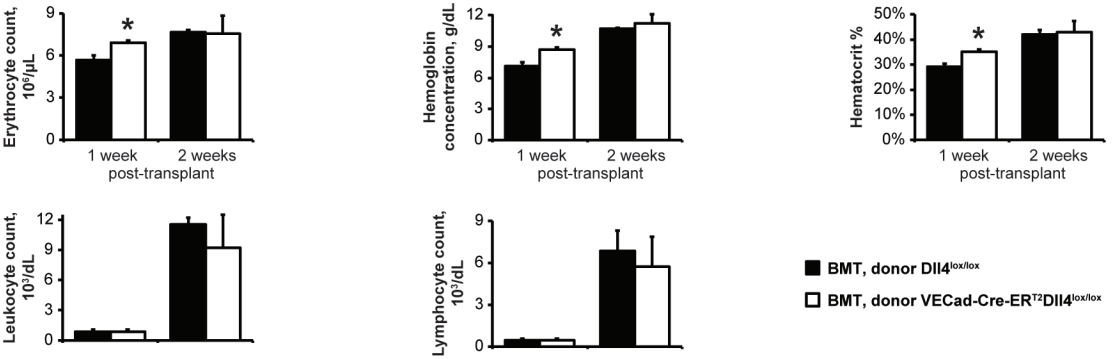 Erythrocyte count,
10⁶/µL
9
6
3
0
*
1 week
2 weeks
post-transplant
Hemoglobin
concentration, g/dL
12
9
6
3
0
*
1 week
2 weeks
post-transplant
Hematocrit %
50%
40%
30%
20%
10%
0%
*
1 week
2 weeks
post-transplant
Leukocyte count,
10³/dL
12
9
6
3
0
Lymphocyte count,
10³/dL
9
6
3
0
BMT, donor Dll4lox/lox
BMT, donor VECad-Cre-ERT2Dll4lox/lox